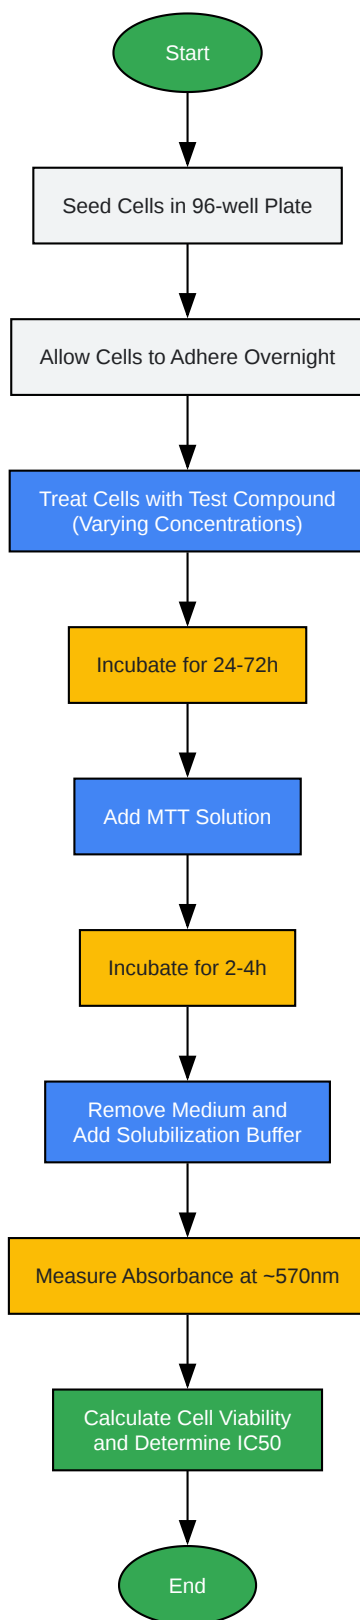 Start
Seed Cells in 96-well Plate
Allow Cells to Adhere Overnight
Treat Cells with Test Compound
(Varying Concentrations)
Incubate for 24-72h
Add MTT Solution
Incubate for 2-4h
Remove Medium and
Add Solubilization Buffer
Measure Absorbance at ~570nm
Calculate Cell Viability
and Determine IC50
End